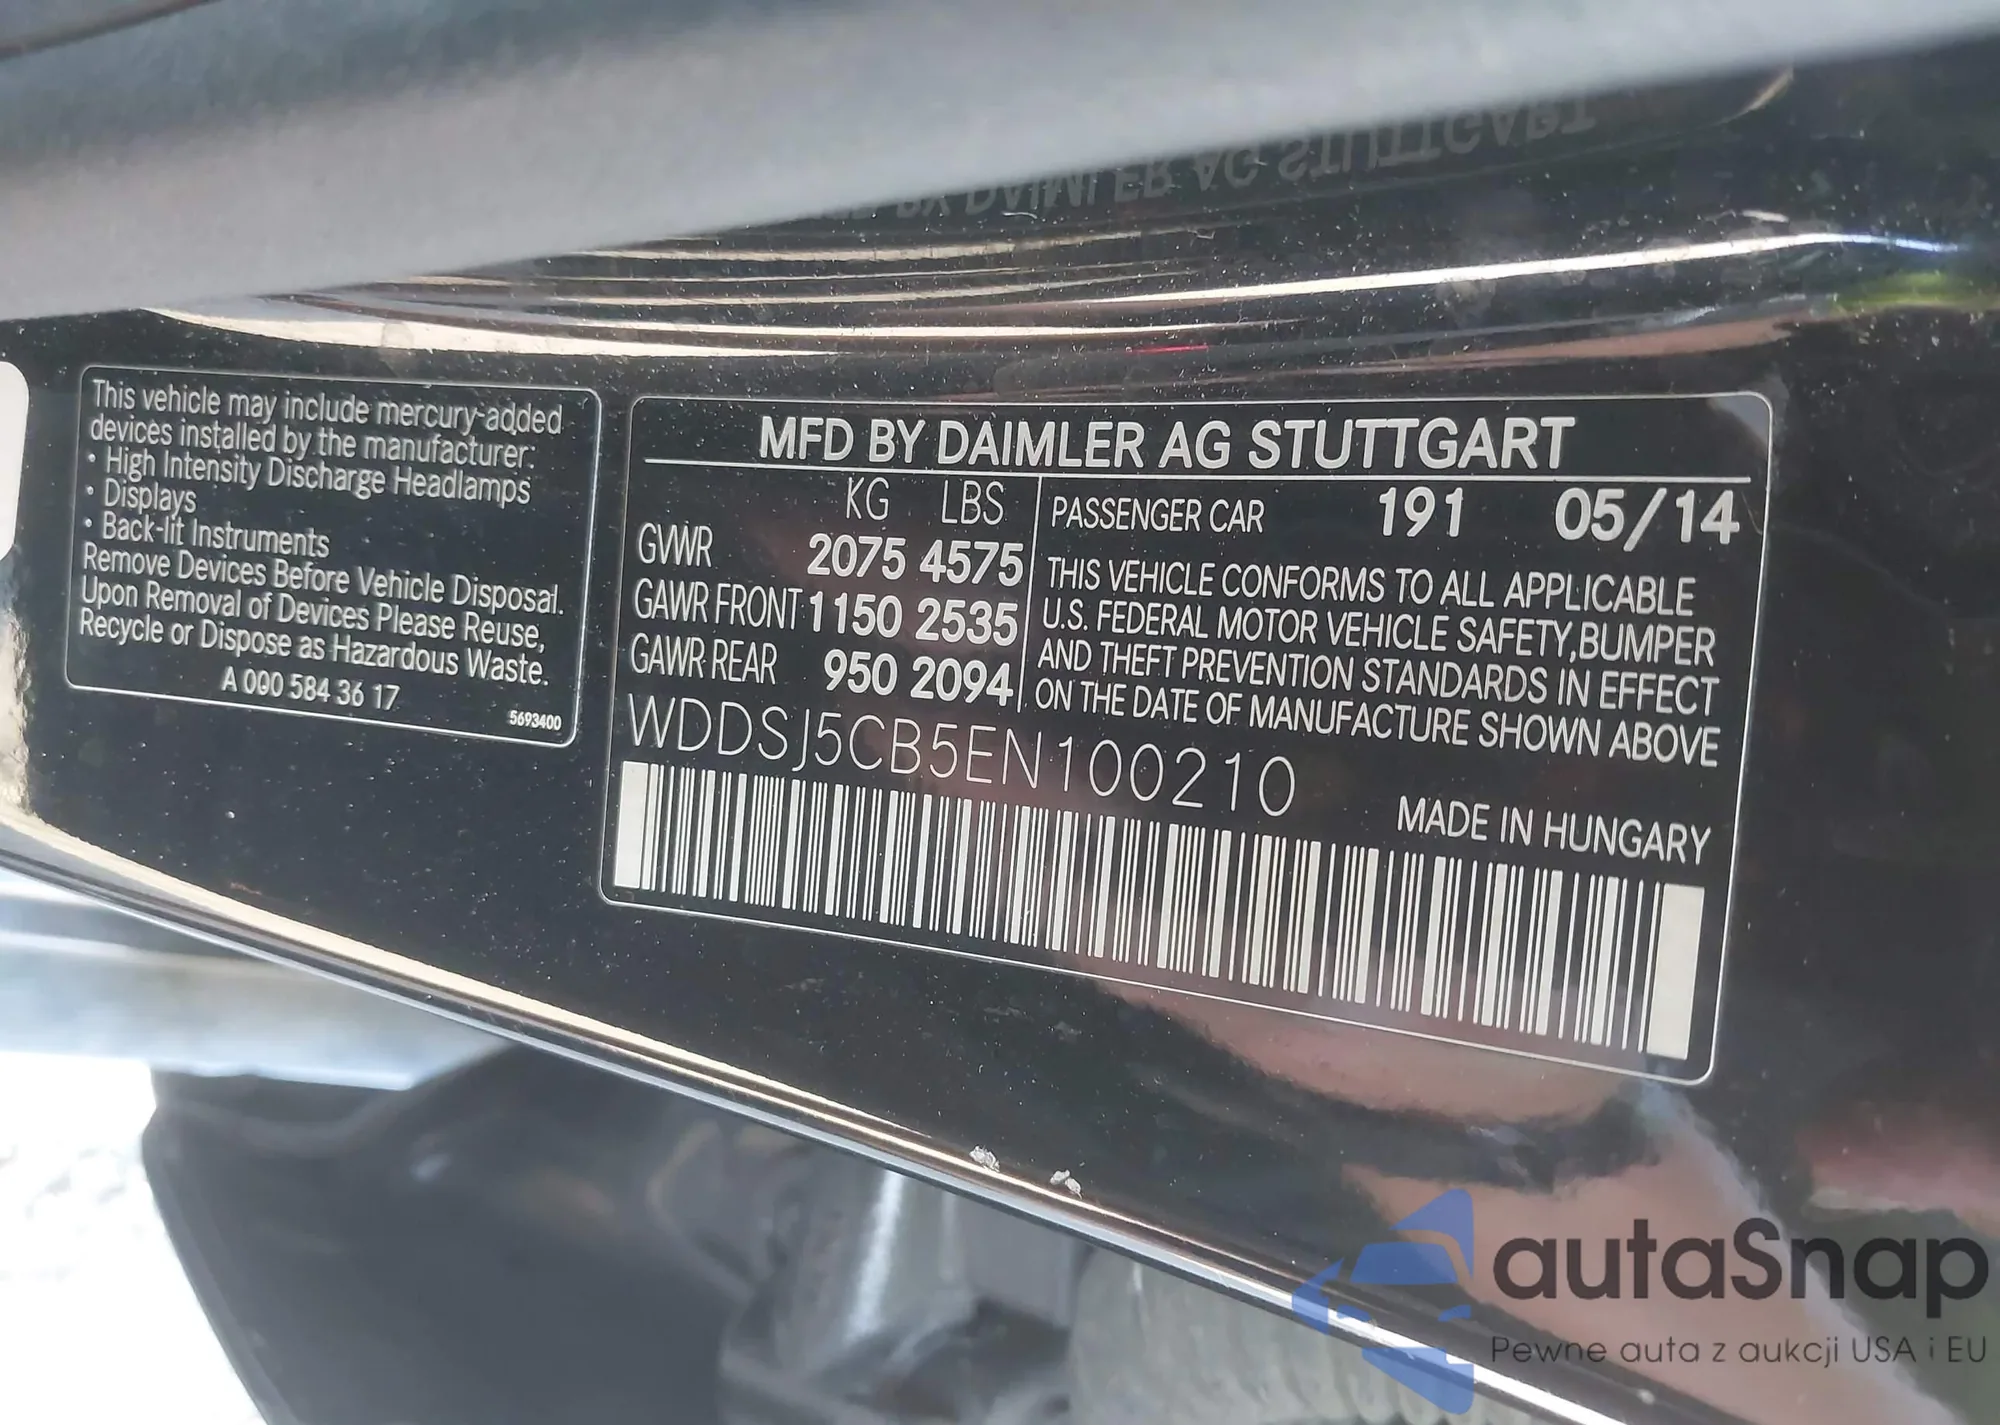 This vehicle may include mercury-added
devices installed by the manufacturer:
• High Intensity Discharge Headlamps
• Displays
• Back-lit Instruments
Remove Devices Before Vehicle Disposal.
Upon Removal of Devices Please Reuse,
Recycle or Dispose as Hazardous Waste.
A 000 584 36 17
5693400
MFD BY DAIMLER AG STUTTGART
KG LBS
GVWR 2075 4575
GAWR FRONT 1150 2535
GAWR REAR 950 2094
PASSENGER CAR 191 05/14
THIS VEHICLE CONFORMS TO ALL APPLICABLE
U.S. FEDERAL MOTOR VEHICLE SAFETY,BUMPER
AND THEFT PREVENTION STANDARDS IN EFFECT
ON THE DATE OF MANUFACTURE SHOWN ABOVE
WDDSJ5CB5EN100210
MADE IN HUNGARY
autaSnap
Pewne auta z aukcji USA i EU